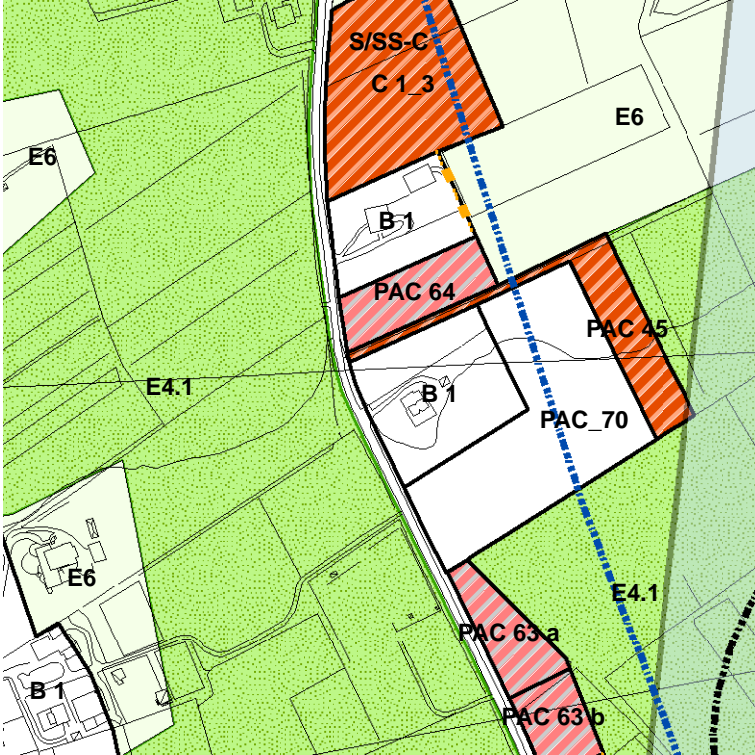 S/SS-C
C 1_3
E6
E6
B 1
PAC 64
PAC 45
E4.1
B 1
PAC_70
E6
E4.1
PAC 63 a
B 1
PAC 63 b